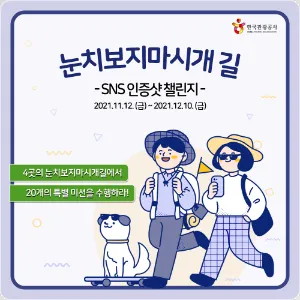 한국관광공사
눈치보지마시개 길
- SNS 인증샷 챌린지 -
2021.11.12. (금) ~ 2021.12.10. (금)
4곳의 눈치보지마시개길에서
20개의 특별 미션을 수행하라!